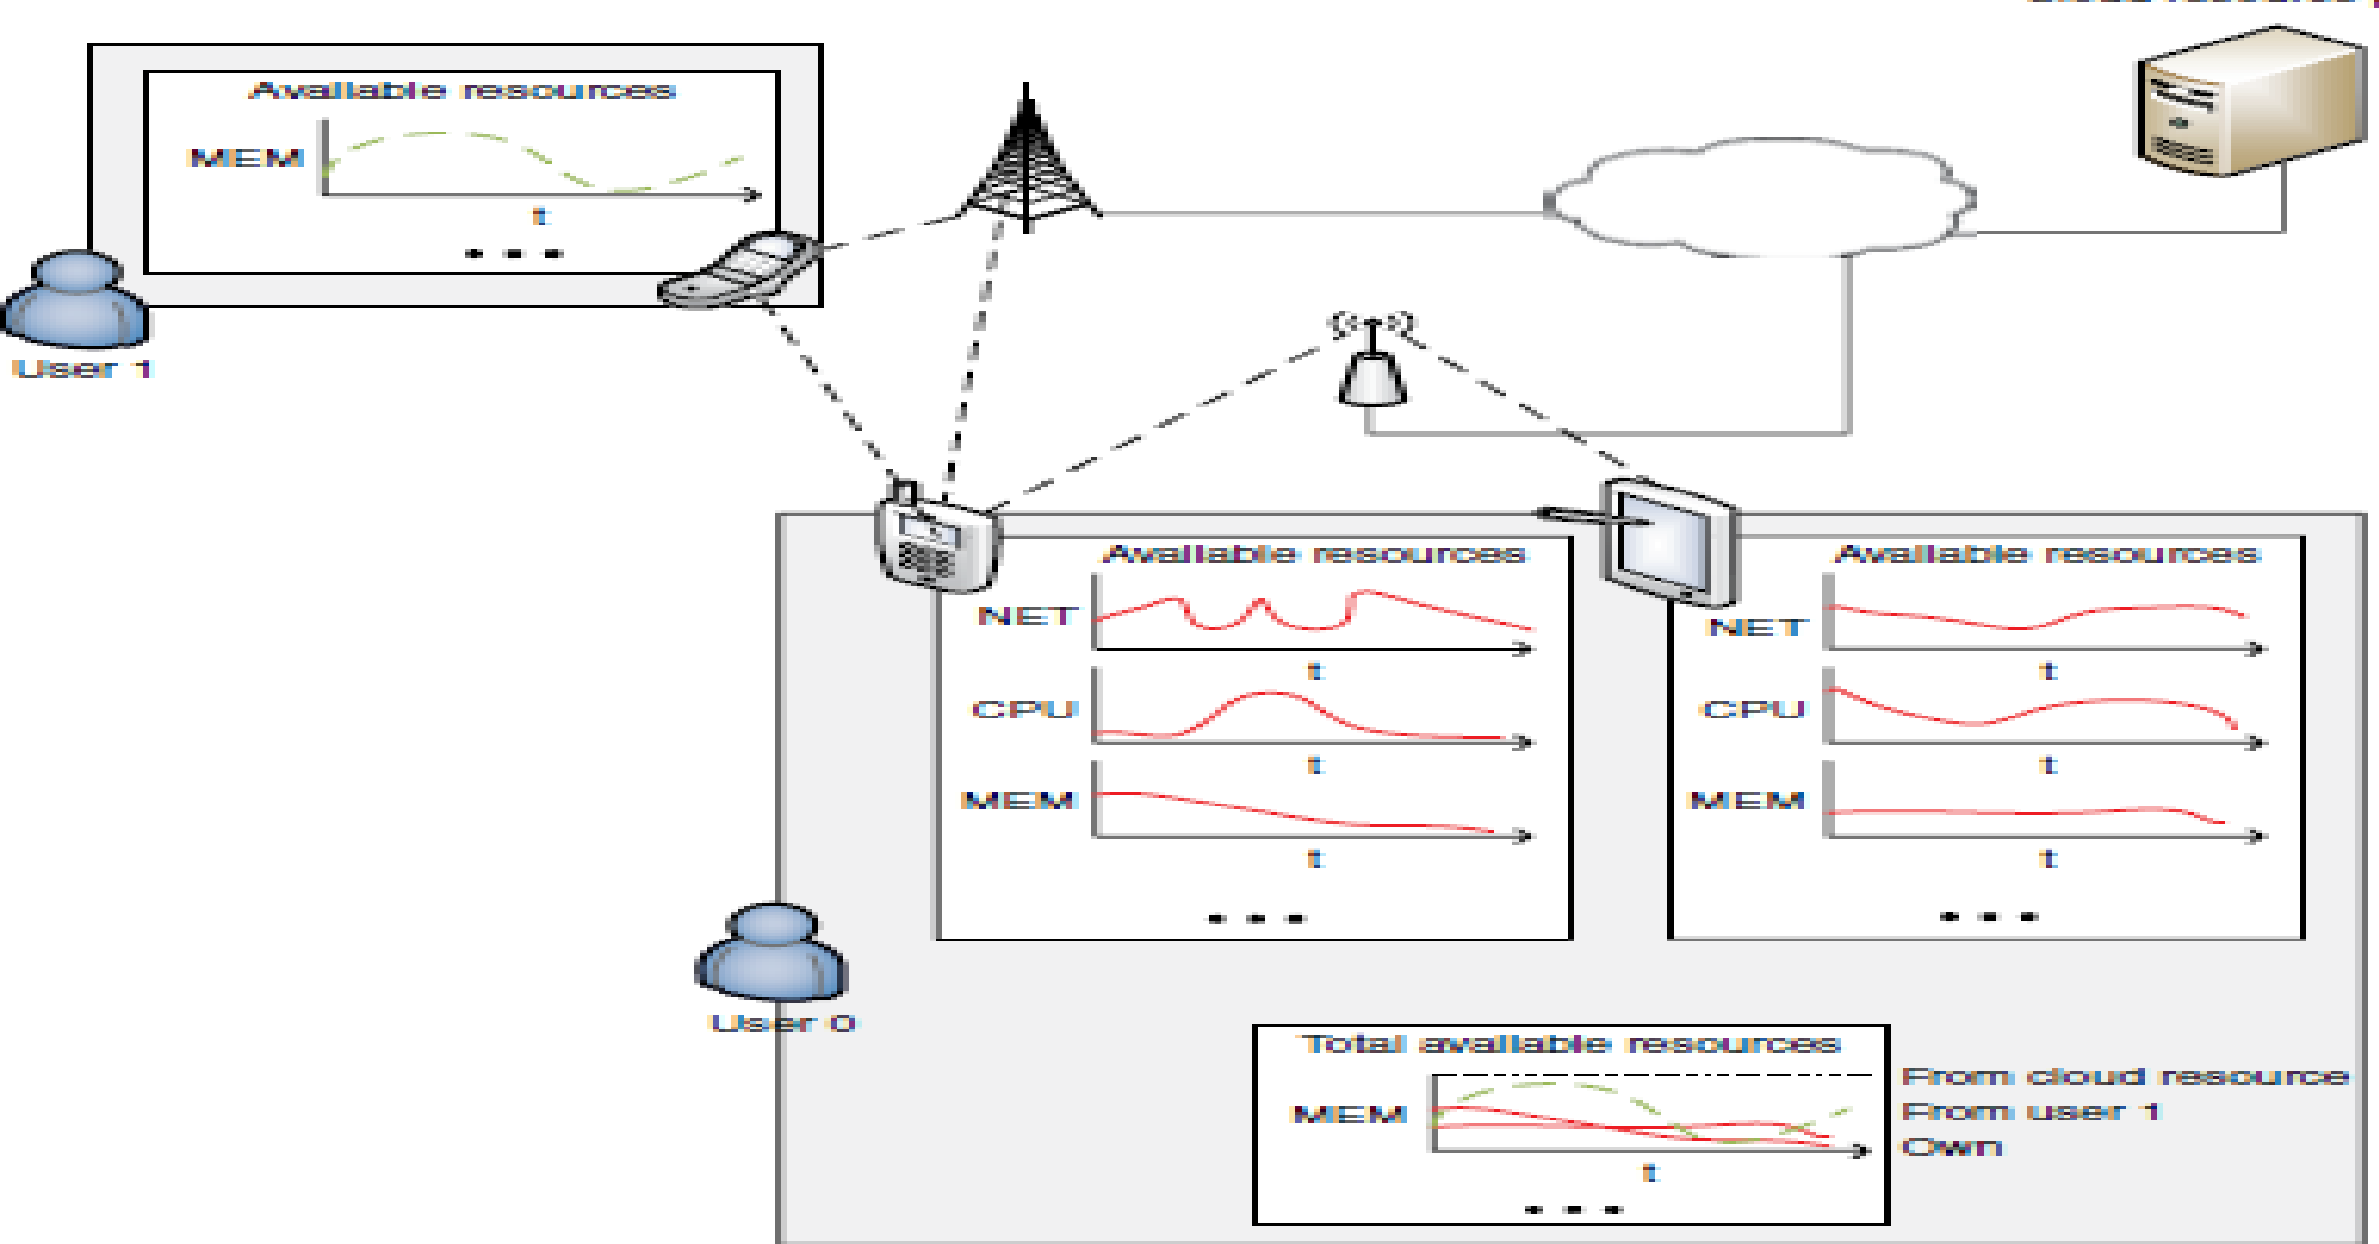 Available resources
MEM
t
...
User 1
Available resources
NET
t
CPU
t
MEM
t
...
Available resources
NET
t
CPU
t
MEM
t
...
User 0
Total available resources
MEM
t
...
From cloud resource
From user 1
Own